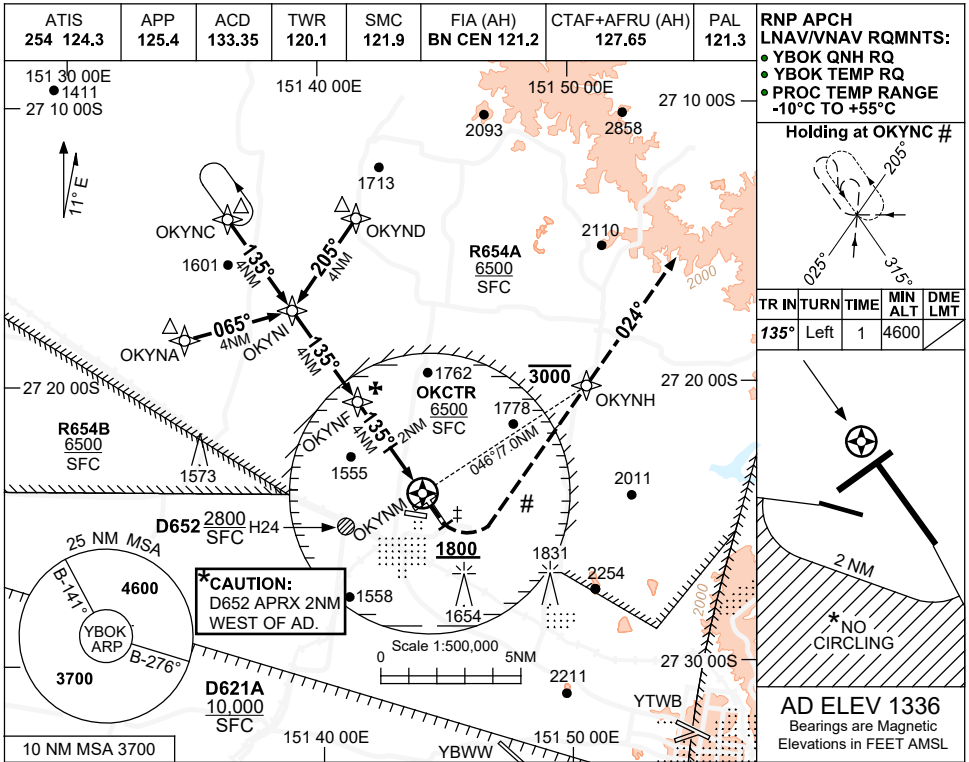 ATIS
254 124.3
APP
125.4
ACD
133.35
TWR
120.1
SMC
121.9
FIA (AH)
BN CEN 121.2
CTAF+AFRU (AH)
127.65
PAL
121.3
RNP APCH
LNAV/VNAV RQMNTS:
YBOK QNH RQ
YBOK TEMP RQ
PROC TEMP RANGE
-10°C TO +55°C
151 30 00E
151 40 00E
151 50 00E
1411
27 10 00S
27 10 00S
2093
2858
11° E
1713
OKYNC
OKYND
R654A
6500
SFC
2110
2000
1601
135°
4NM
205°
4NM
065°
4NM
OKYNA
OKYNI
135°
4NM
024°
27 20 00S
27 20 00S
3000
OKYNH
1762
OKCTR
6500
SFC
1778
OKYNF
135°
4NM
2NM
046°/7.0NM
R654B
6500
SFC
1573
1555
2011
OKYNM
#
D652 2800 H24
SFC
1800
1831
2254
2000
1558
1654
25 NM MSA
B-141°
4600
YBOK
ARP
B-276°
3700
*CAUTION:
D652 APRX 2NM
WEST OF AD.
Scale 1:500,000
0 5NM
27 30 00S
D621A
10,000
SFC
2211
YTWB
YBWW
10 NM MSA 3700
151 40 00E
151 50 00E
Holding at OKYNC #
205°
025°
315°
TR IN TURN TIME MIN ALT DME LMT
135° Left 1 4600
2 NM
*NO
CIRCLING
AD ELEV 1336
Bearings are Magnetic
Elevations in FEET AMSL